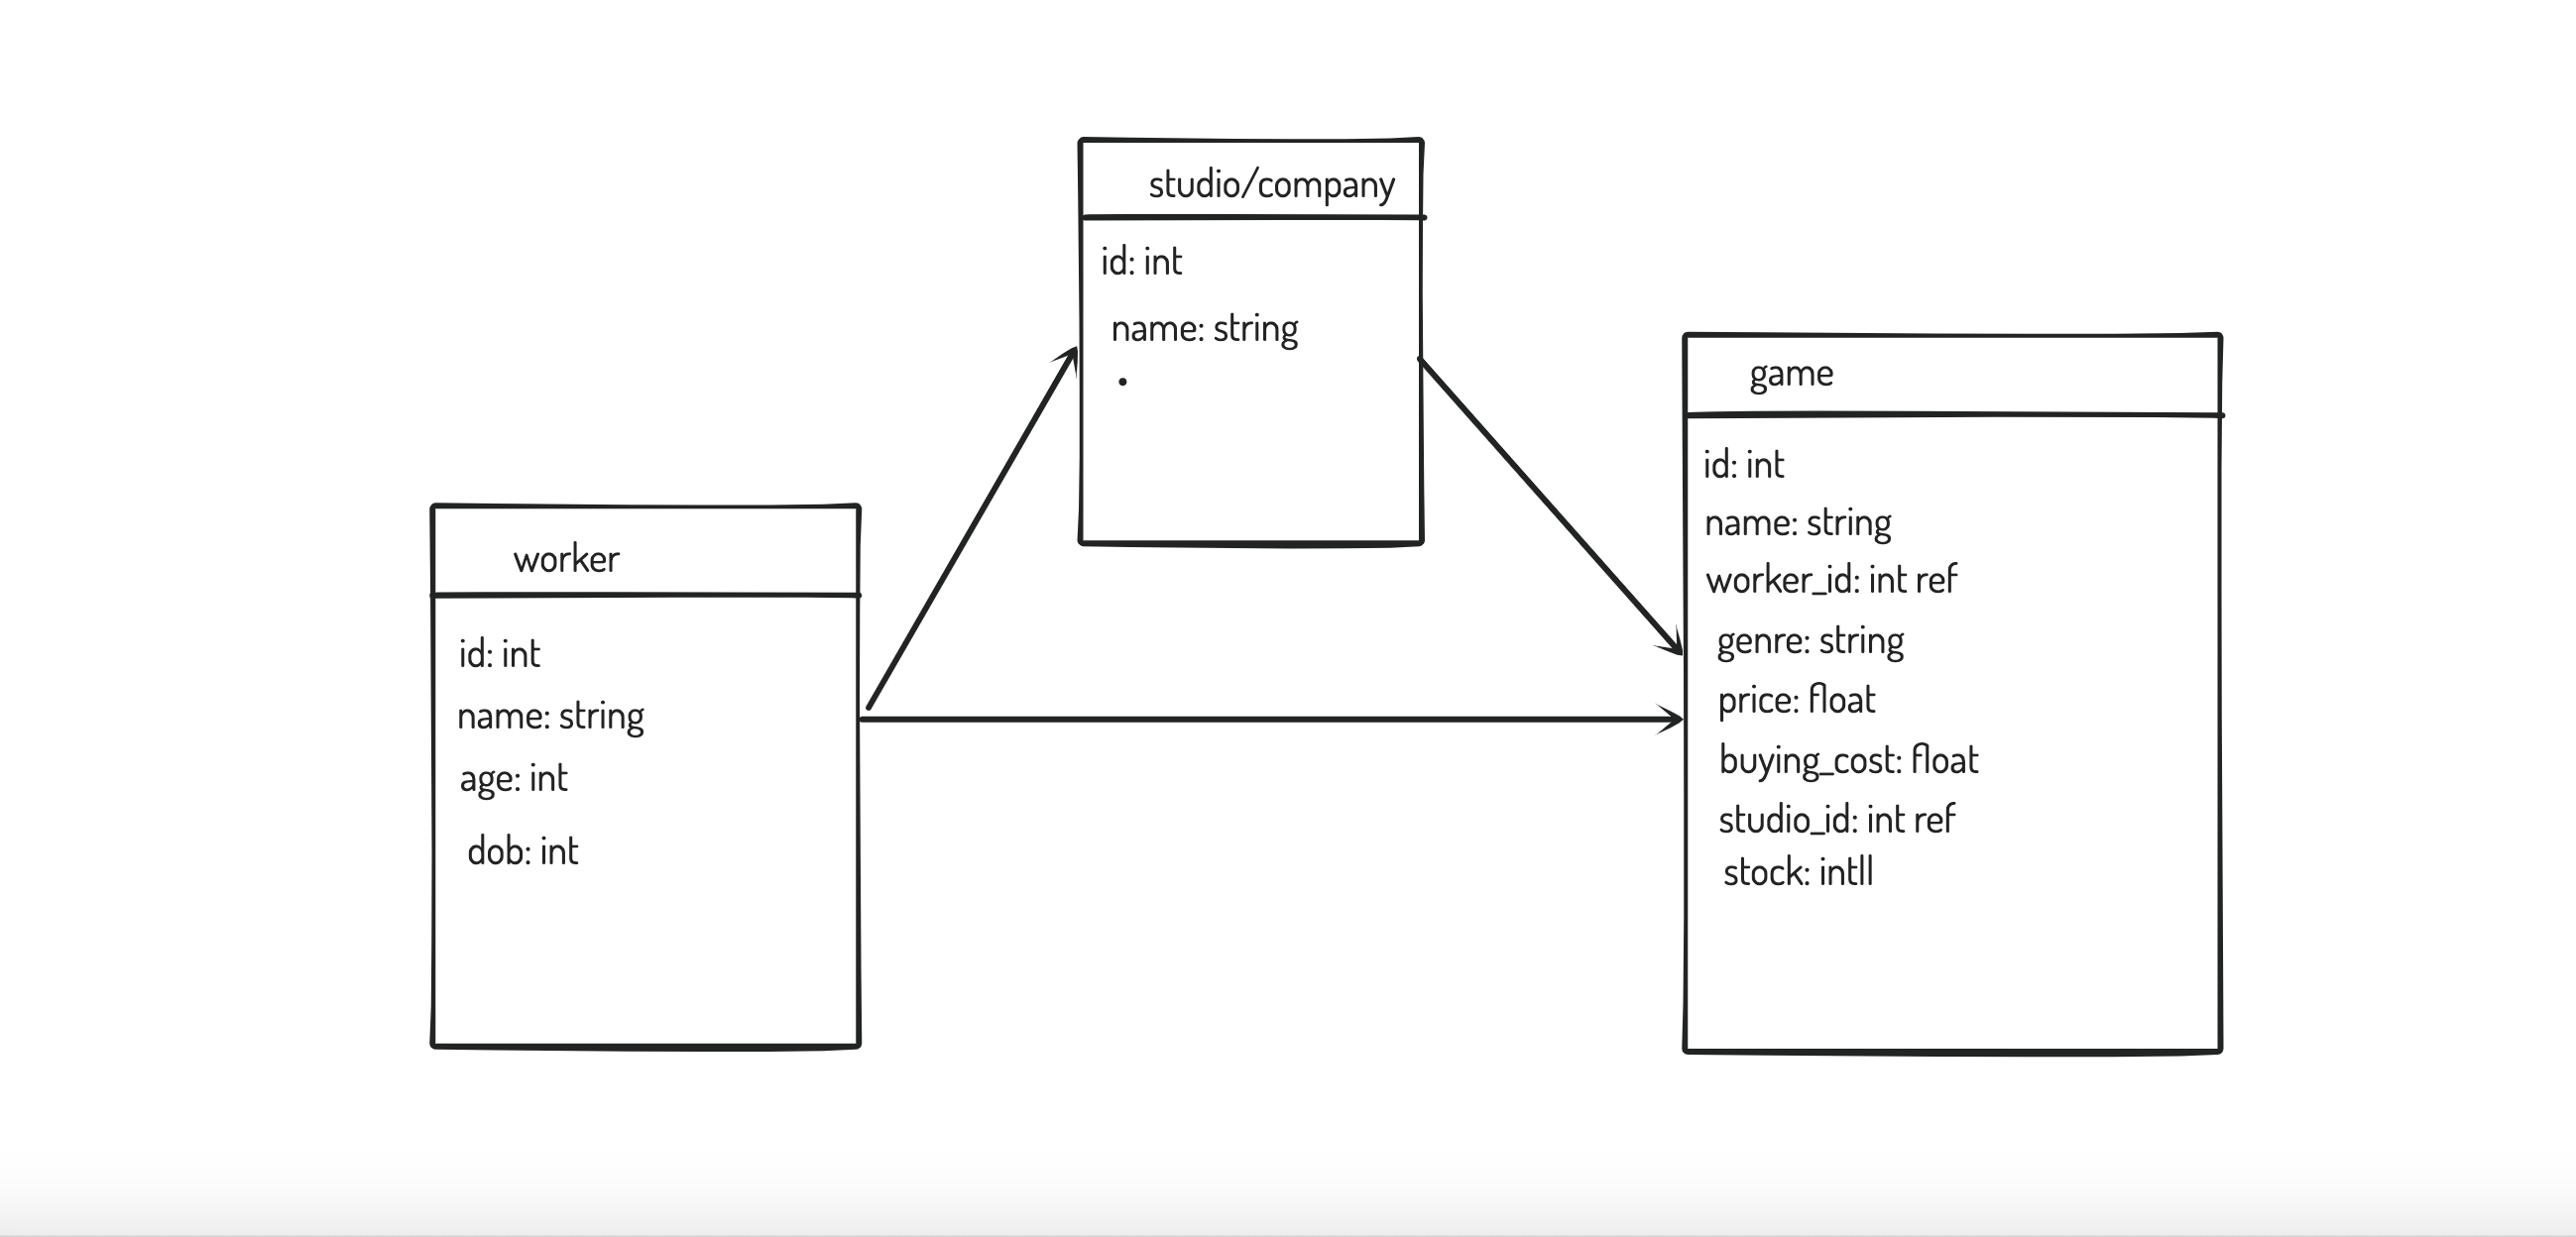 studio/company
id: int
name: string
worker
id: int
name: string
age: int
dob: int
game
id: int
name: string
worker_id: int ref
genre: string
price: float
buying_cost: float
studio_id: int ref
stock: intll